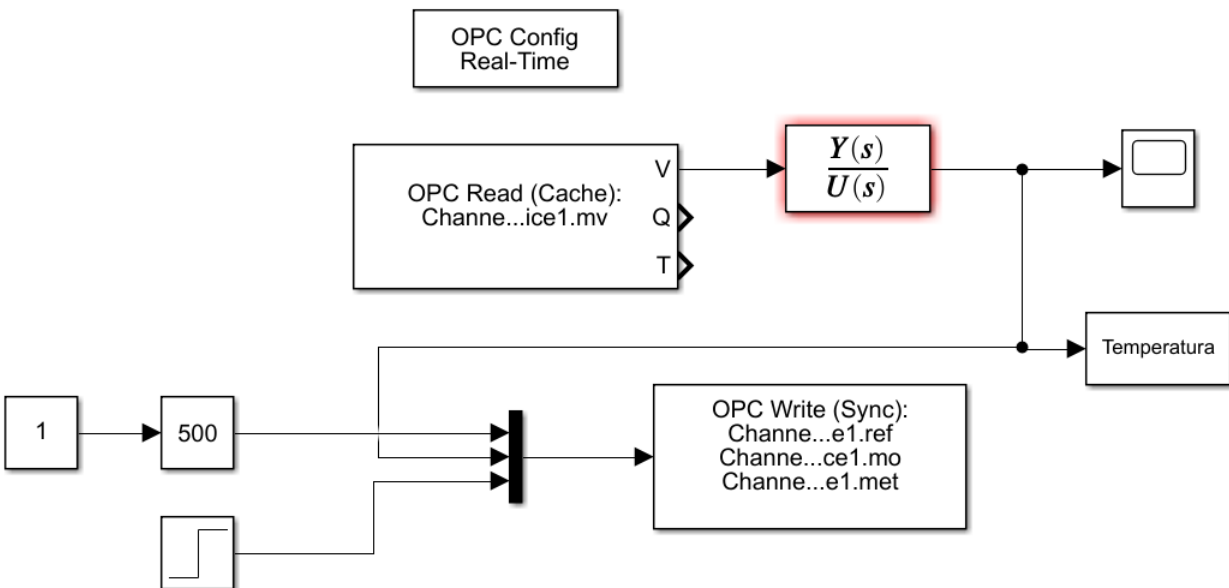 OPC Config
Real-Time
Y(s)
U(s)
V
OPC Read (Cache):
Channe...ice1.mv
Q
T
Temperatura
1
500
OPC Write (Sync):
Channe...e1.ref
Channe...ce1.mo
Channe...e1.met